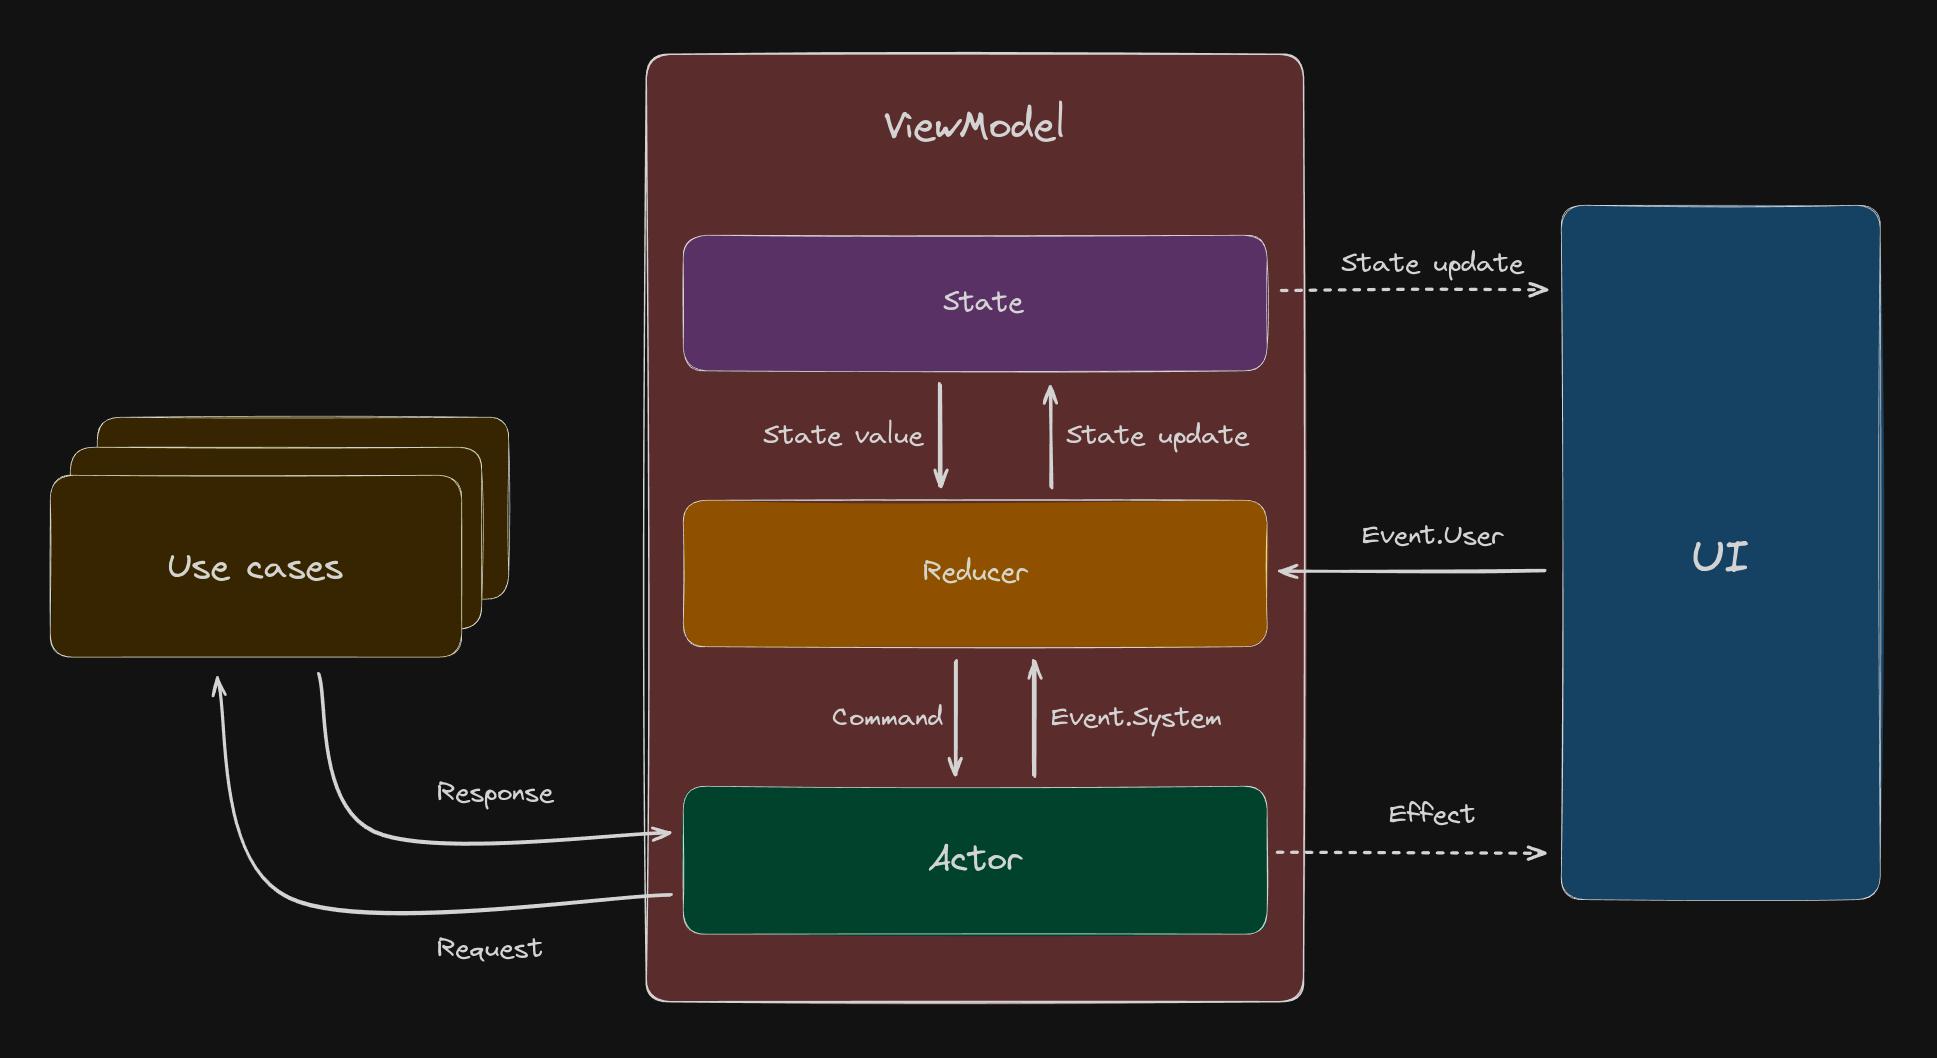 ViewModel
State
State update
State value
State update
Event.User
Use cases
Reducer
UI
Command
Event.System
Response
Effect
Actor
Request